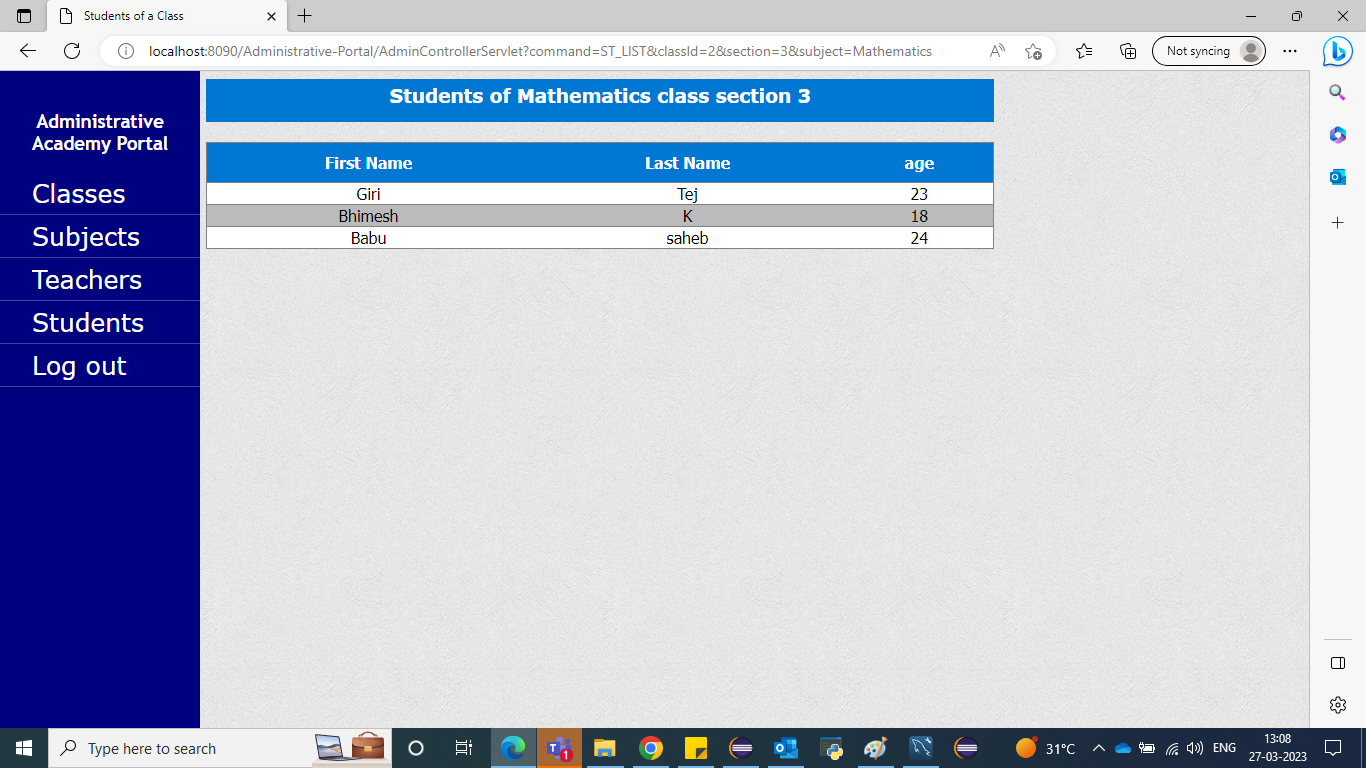 Students of a Class
localhost:8090/Administrative-Portal/AdminControllerServlet?command=ST_LIST&classId=2&section=3&subject=Mathematics
Not syncing
Administrative
Academy Portal
Classes
Subjects
Teachers
Students
Log out
Students of Mathematics class section 3
First Name Last Name age
Giri Tej 23
Bhimesh K 18
Babu saheb 24
Type here to search
1
31°C
ENG
13:08
27-03-2023